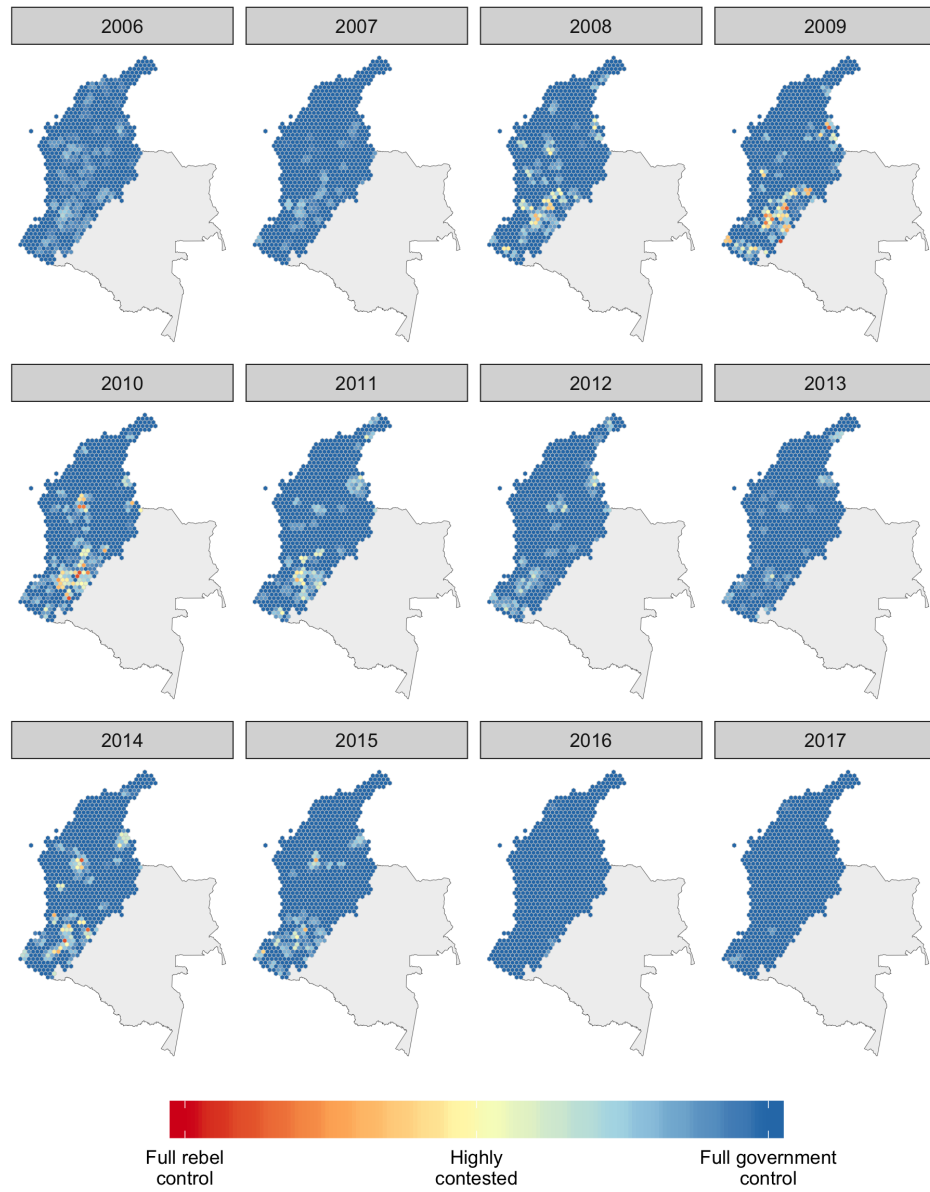 2006 2007 2008 2009
2010 2011 2012 2013
2014 2015 2016 2017
Full rebel control
Highly contested
Full government control